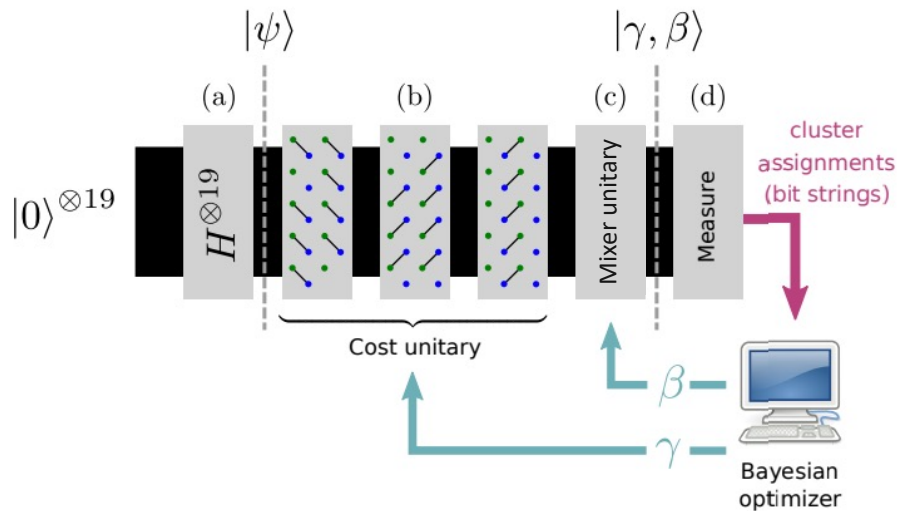 |ψ⟩
|γ, β⟩
(a)
(b)
(c)
(d)
|0⟩^{⊗19}
H^{⊗19}
Mixer unitary
Measure
cluster
assignments
(bit strings)
Cost unitary
β
γ
Bayesian
optimizer